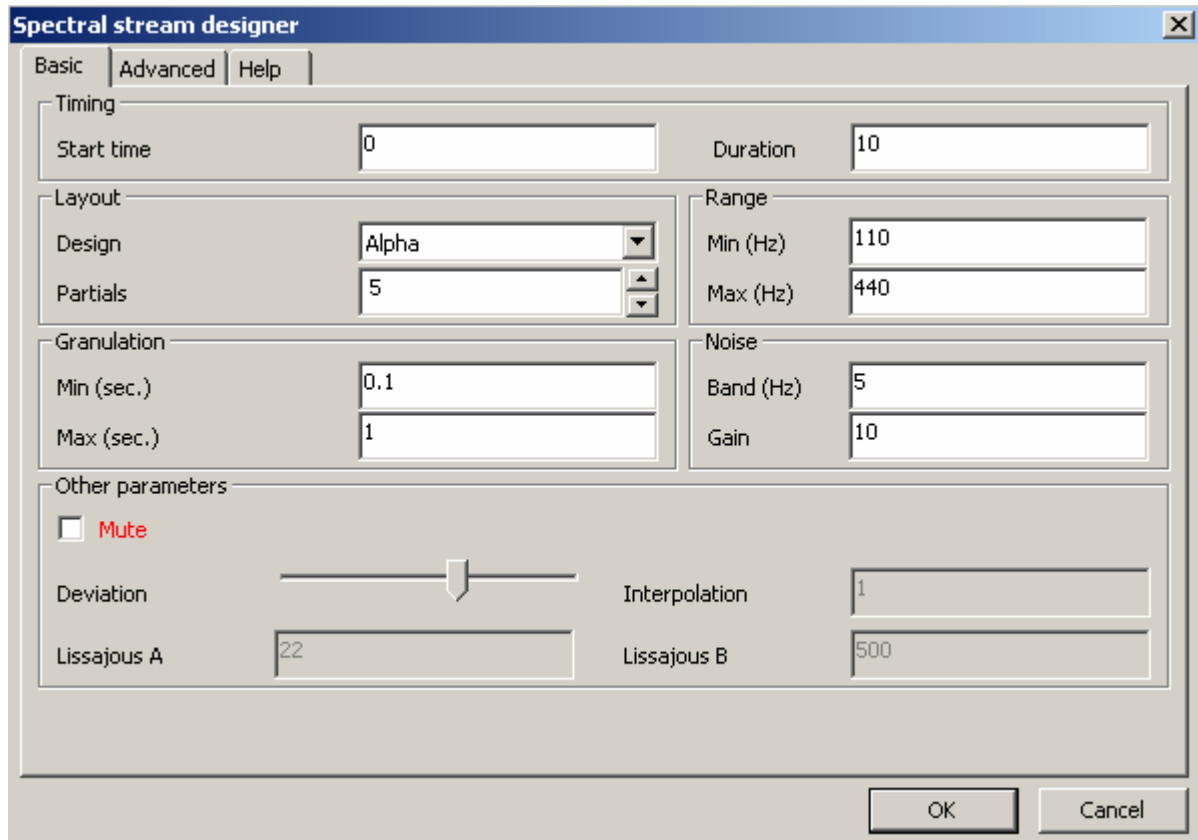 Spectral stream designer
Basic Advanced Help
Timing
Start time 0 Duration 10
Layout Range
Design Alpha Min (Hz) 110
Partials 5 Max (Hz) 440
Granulation Noise
Min (sec.) 0.1 Band (Hz) 5
Max (sec.) 1 Gain 10
Other parameters
Mute
Deviation Interpolation 1
Lissajous A 22 Lissajous B 500
OK Cancel